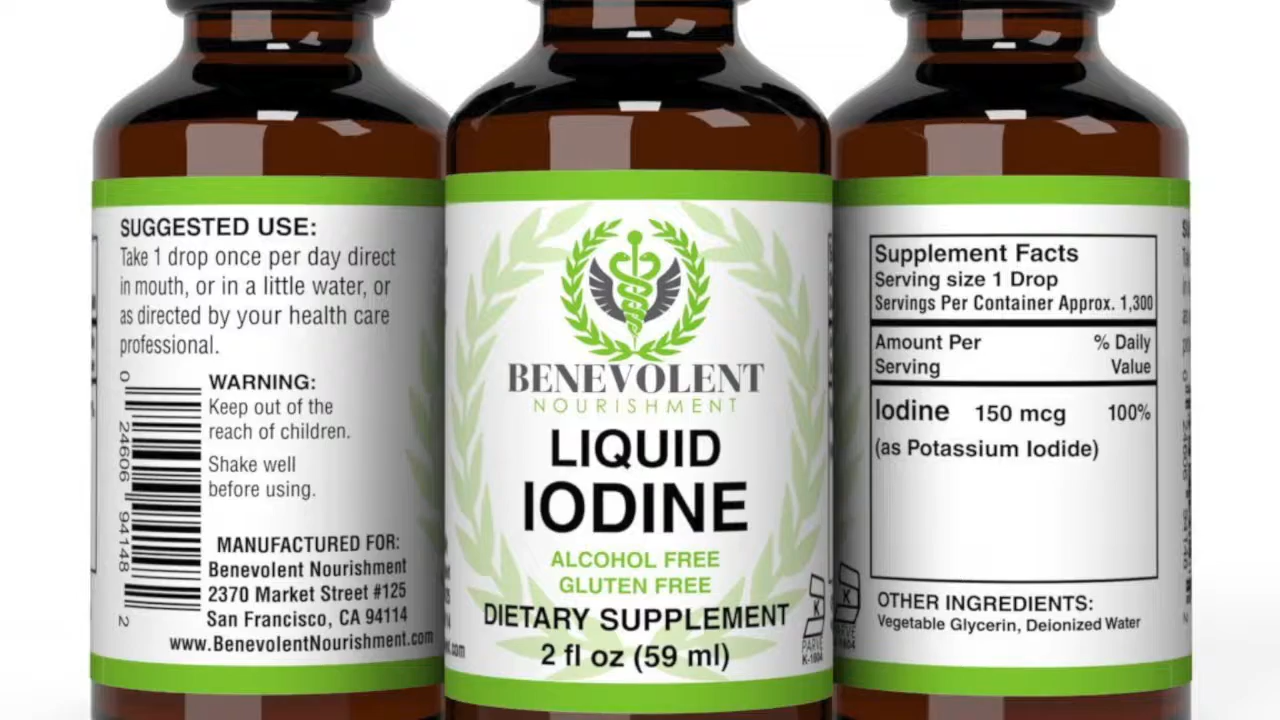 SUGGESTED USE:
Take 1 drop once per day direct
in mouth, or in a little water, or
as directed by your health care
professional.
WARNING:
Keep out of the
reach of children.
Shake well
before using.
0 24606 94148 2
MANUFACTURED FOR:
Benevolent Nourishment
2370 Market Street #125
San Francisco, CA 94114
www.BenevolentNourishment.com
BENEVOLENT
NOURISHMENT
LIQUID
IODINE
ALCOHOL FREE
GLUTEN FREE
DIETARY SUPPLEMENT
2 fl oz (59 ml)
K
PARVE
K-1604
Supplement Facts
Serving size 1 Drop
Servings Per Container Approx. 1,300
Amount Per
Serving
% Daily
Value
Iodine 150 mcg 100%
(as Potassium Iodide)
OTHER INGREDIENTS:
Vegetable Glycerin, Deionized Water